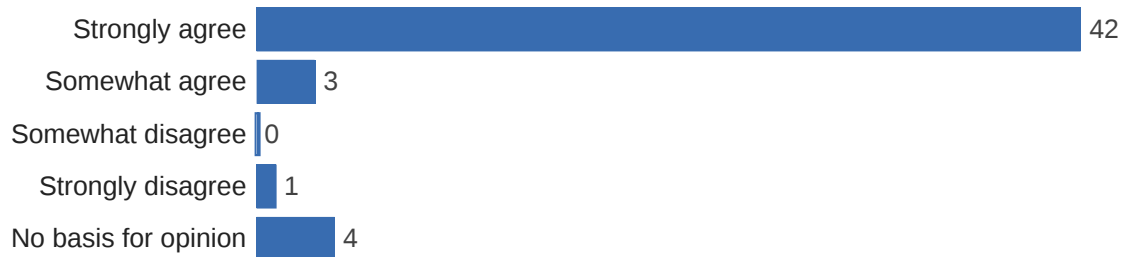 Strongly agree 42
Somewhat agree 3
Somewhat disagree 0
Strongly disagree 1
No basis for opinion 4